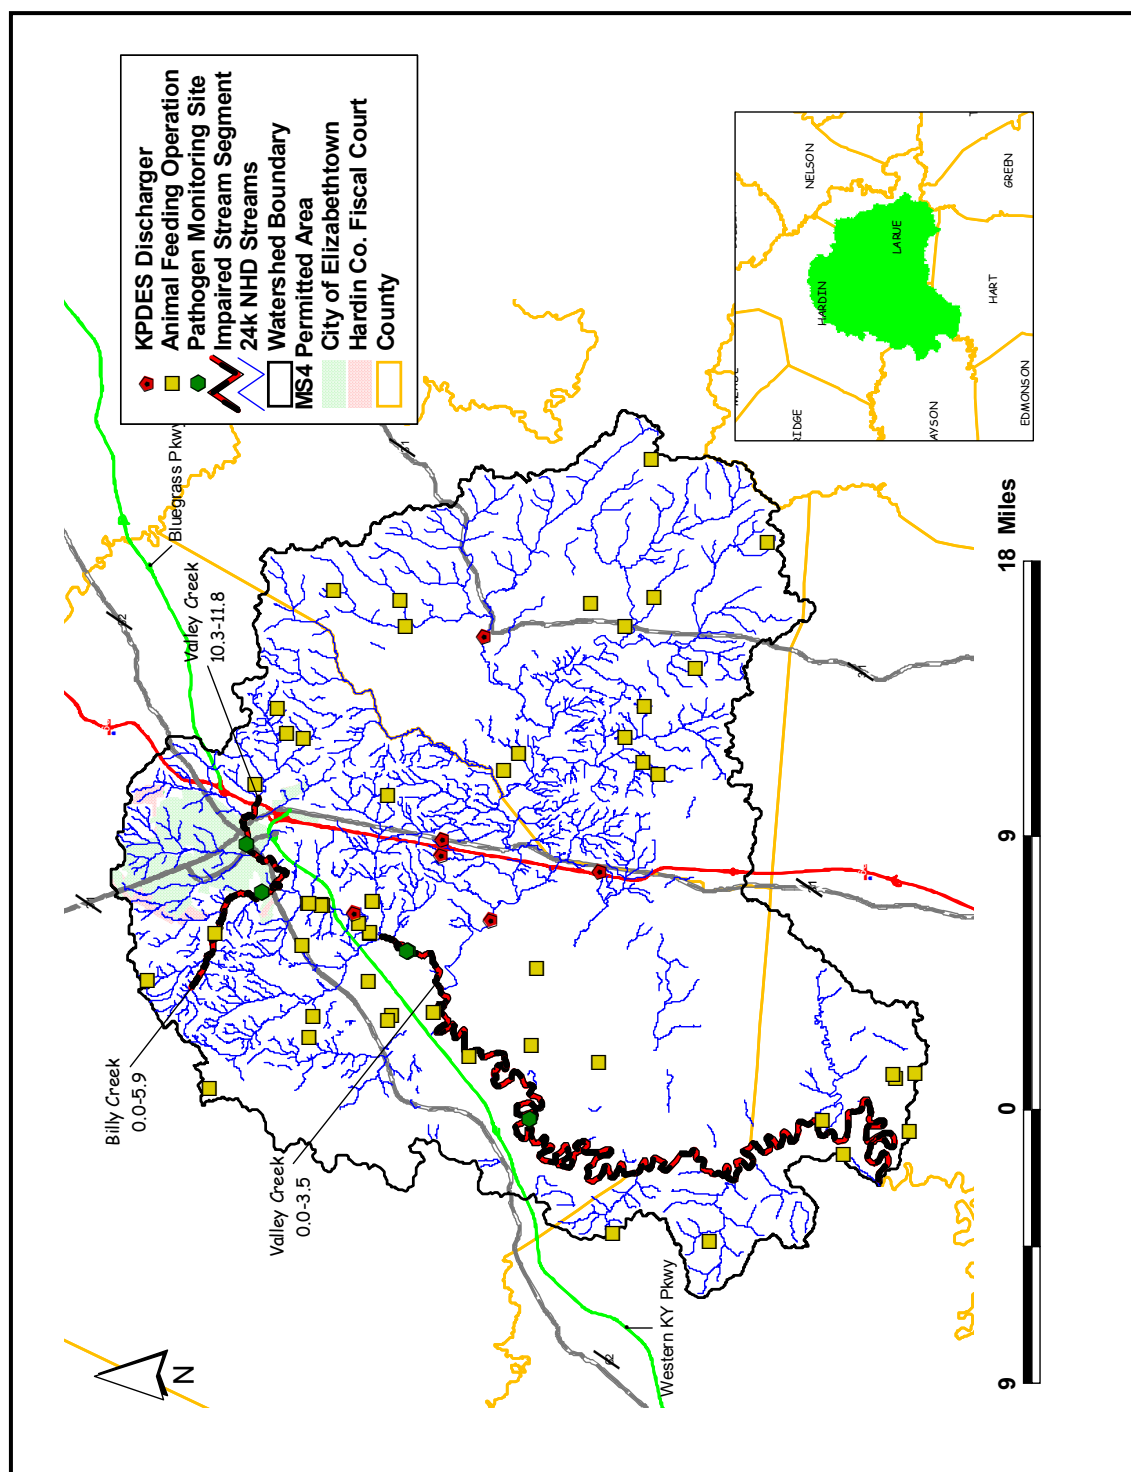 KPDES Discharger
Animal Feeding Operation
Pathogen Monitoring Site
Impaired Stream Segment
24k NHD Streams
Watershed Boundary
MS4 Permitted Area
City of Elizabethtown
Hardin Co. Fiscal Court
County
Bluegrass Pkwy
Valley Creek
10.3-11.8
Billy Creek
0.0-5.9
Valley Creek
0.0-3.5
Western KY Pkwy
62
N
NELSON
HARDIN
LARUE
GREEN
HART
RIDGE
AYSON
EDMONSON
9
0
9
18 Miles